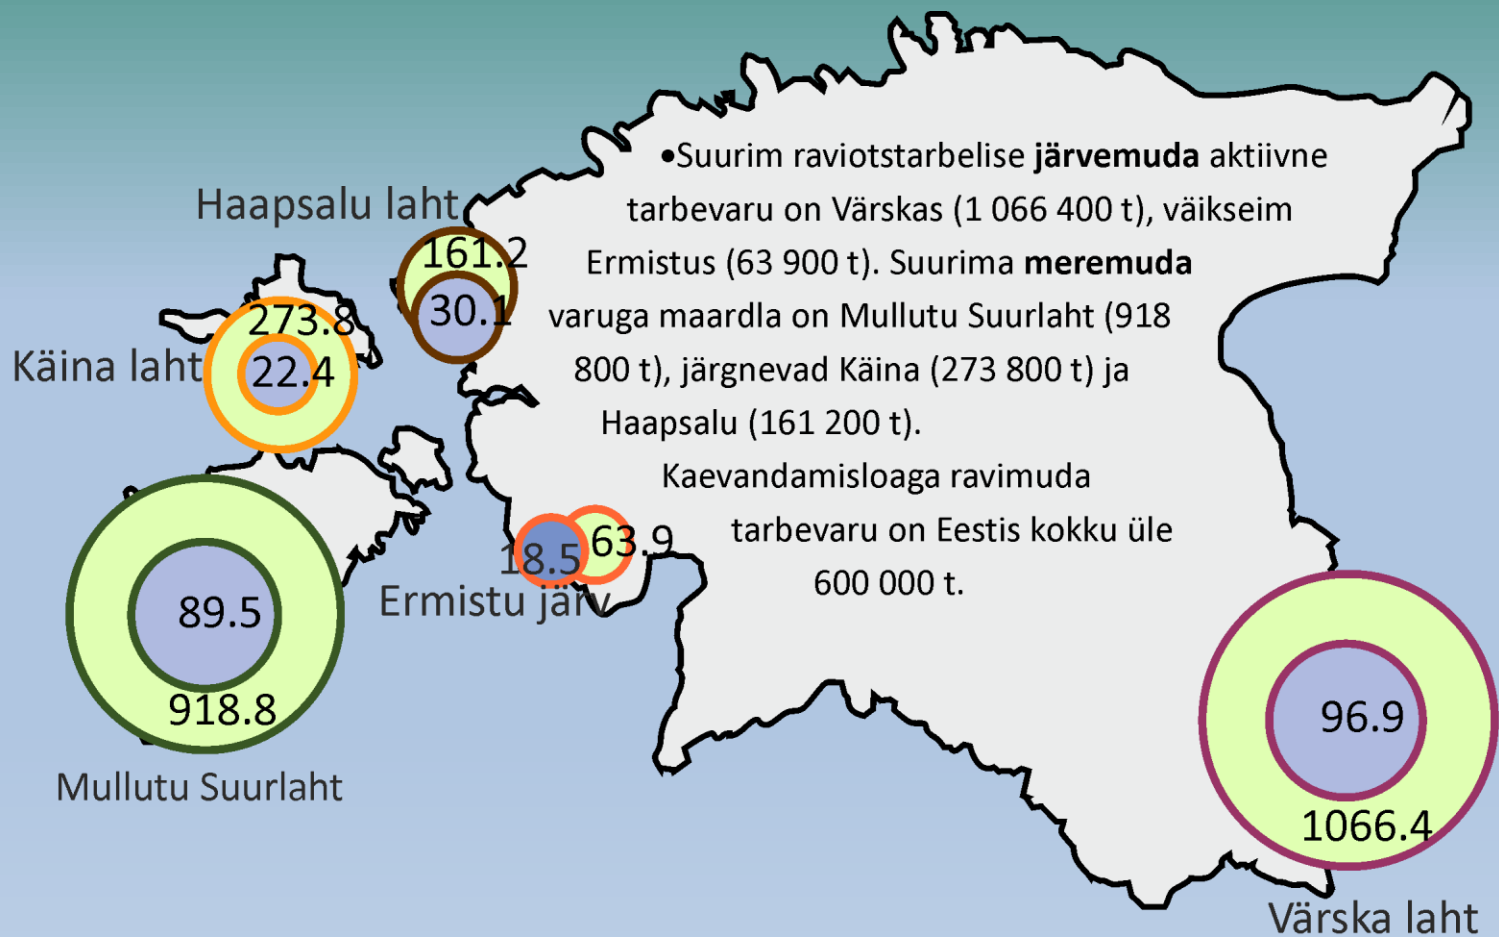 •Suurim raviotstarbelise järvemuda aktiivne
tarbevaru on Värskas (1 066 400 t), väikseim
Ermistus (63 900 t). Suurima meremuda
varuga maardla on Mullutu Suurlaht (918
800 t), järgnevad Käina (273 800 t) ja
Haapsalu (161 200 t).
Kaevandamisloaga ravimuda
tarbevaru on Eestis kokku üle
600 000 t.
Haapsalu laht
161.2
30.1
273.8
Käina laht
22.4
18.5
63.9
Ermistu järv
89.5
918.8
Mullutu Suurlaht
96.9
1066.4
Värska laht